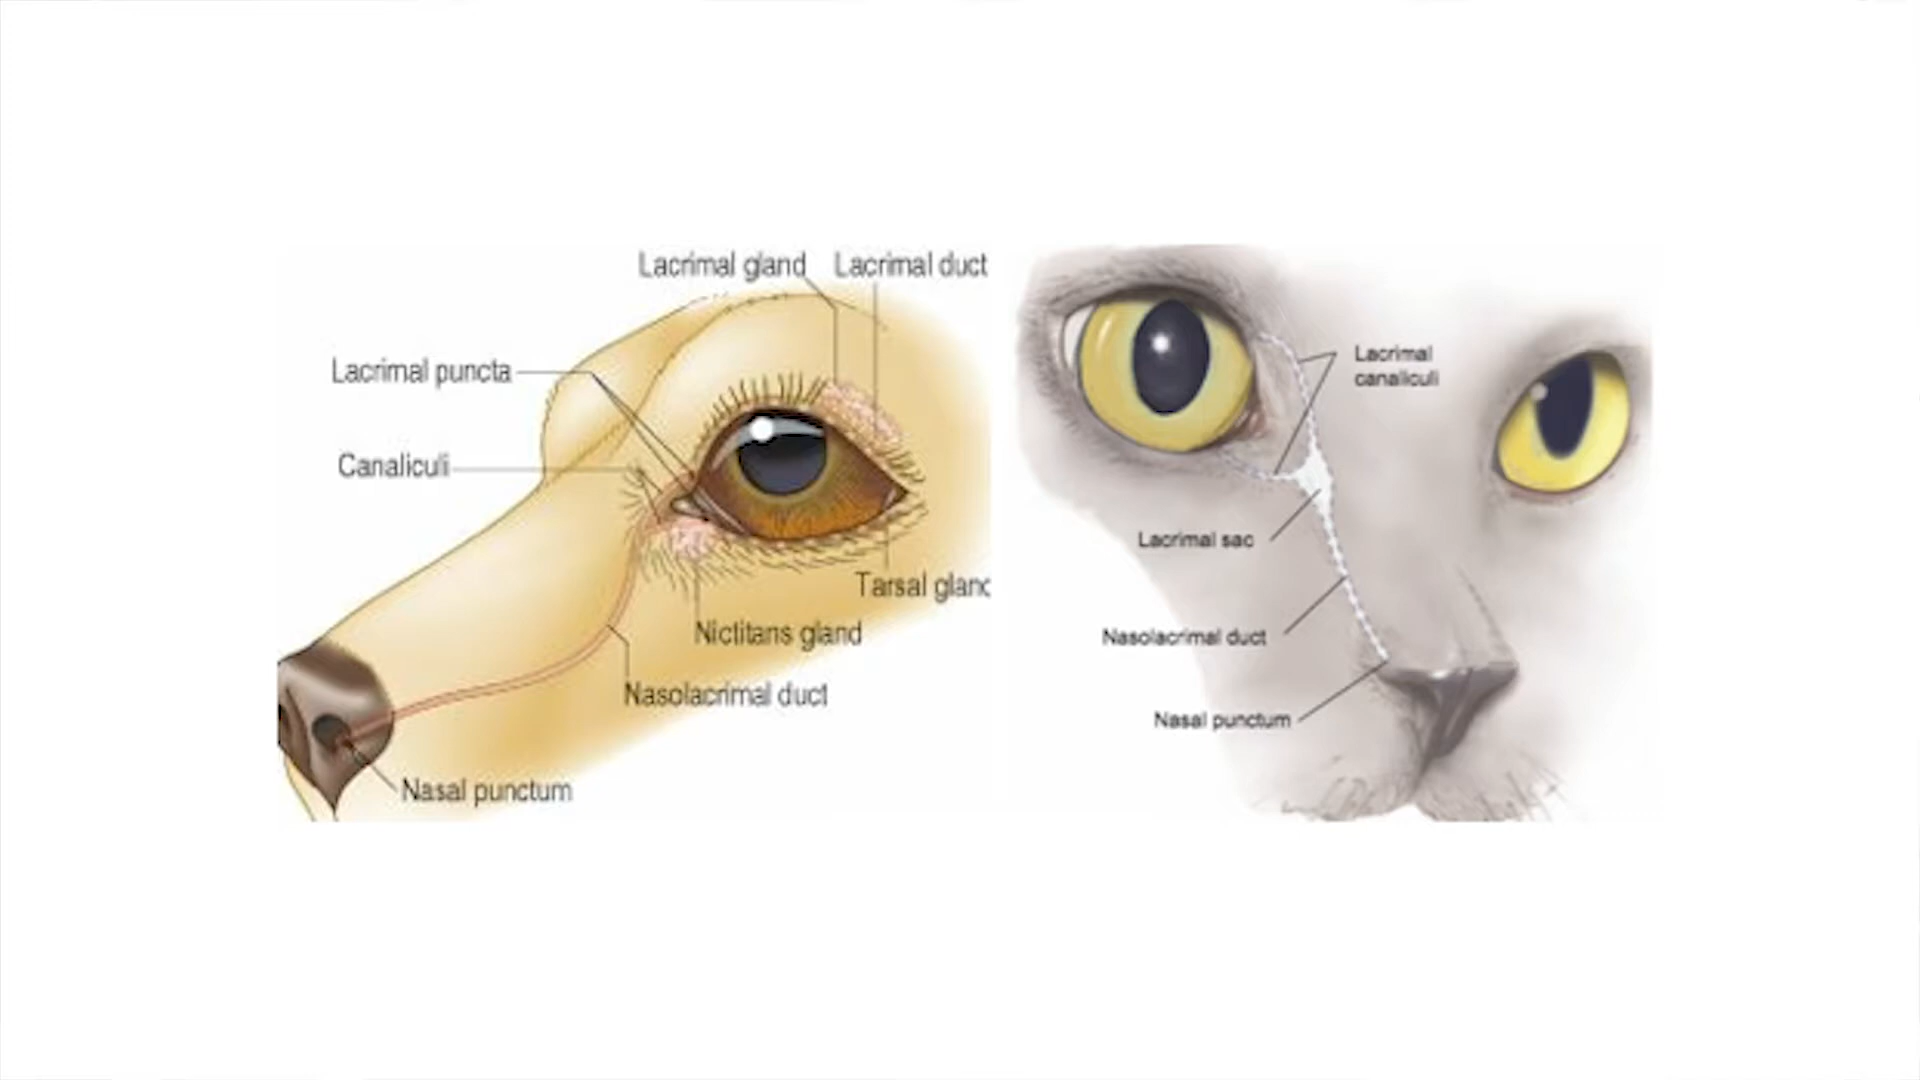 Lacrimal gland
Lacrimal duct
Lacrimal puncta
Canaliculi
Tarsal glanc
Nictitans gland
Nasolacrimal duct
Nasal punctum
Lacrimal
canaliculi
Lacrimal sac
Nasolacrimal duct
Nasal punctum